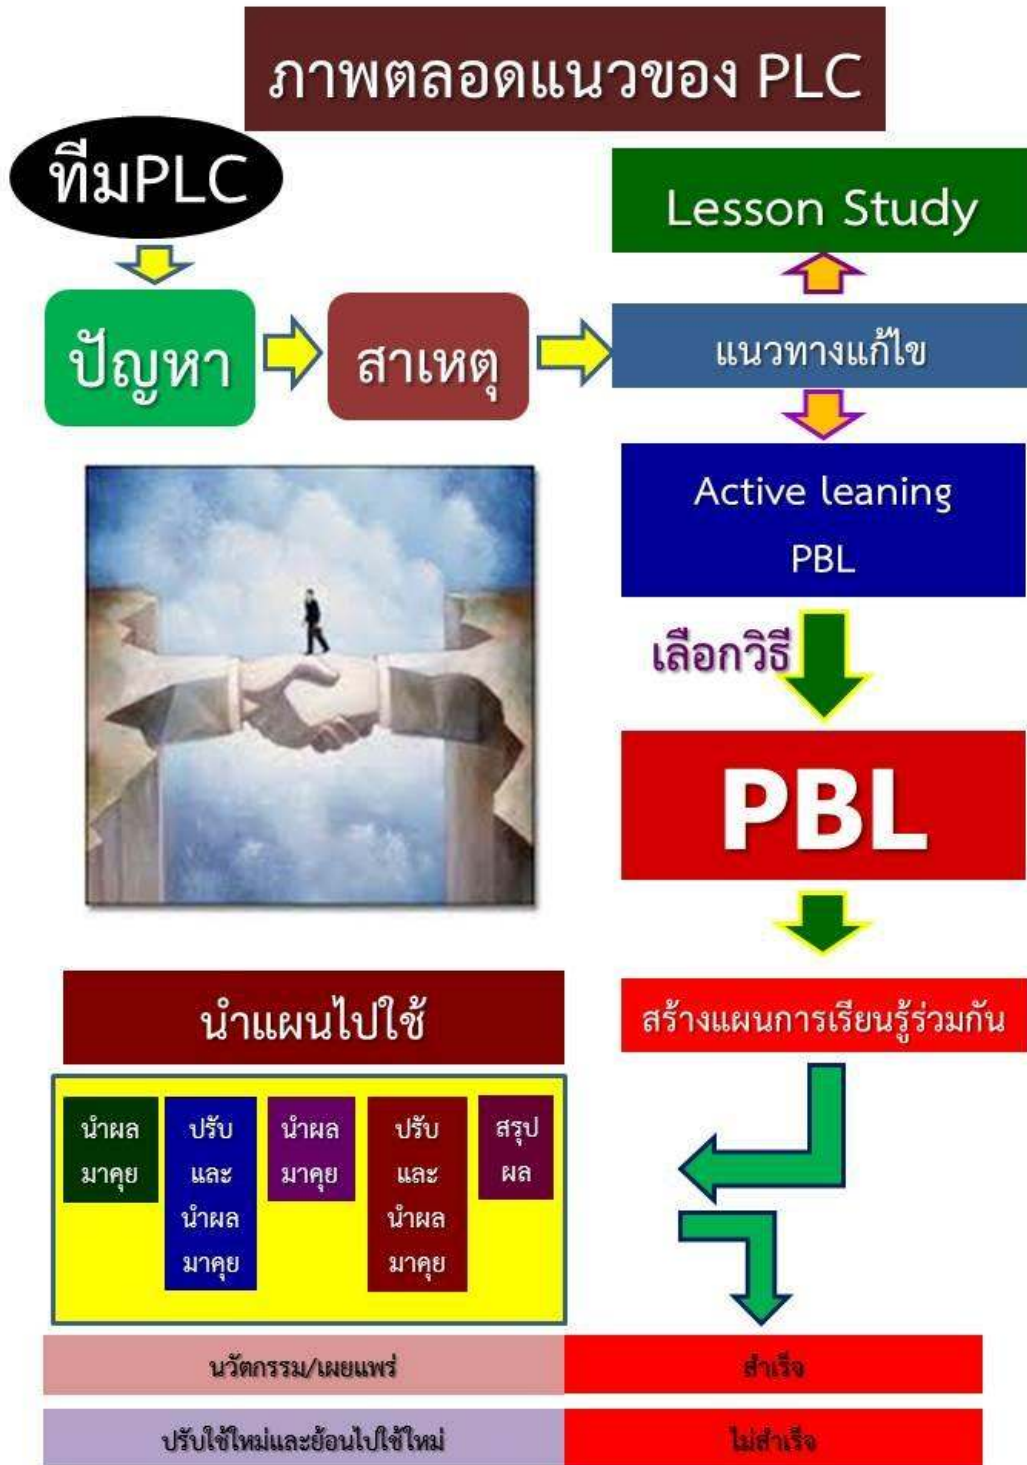 ภาพตลอดแนวของ PLC
ทีมPLC
Lesson Study
ปัญหา
สาเหตุ
แนวทางแก้ไข
Active leaning
PBL
เลือกวิธี
PBL
สร้างแผนการเรียนรู้ร่วมกัน
นำแผนไปใช้
นำผล
มาคุย
ปรับ
และ
นำผล
มาคุย
นำผล
มาคุย
ปรับ
และ
นำผล
มาคุย
สรุป
ผล
นวัตกรรม/เผยแพร่
สำเร็จ
ปรับใช้ใหม่และย้อนไปใช้ใหม่
ไม่สำเร็จ